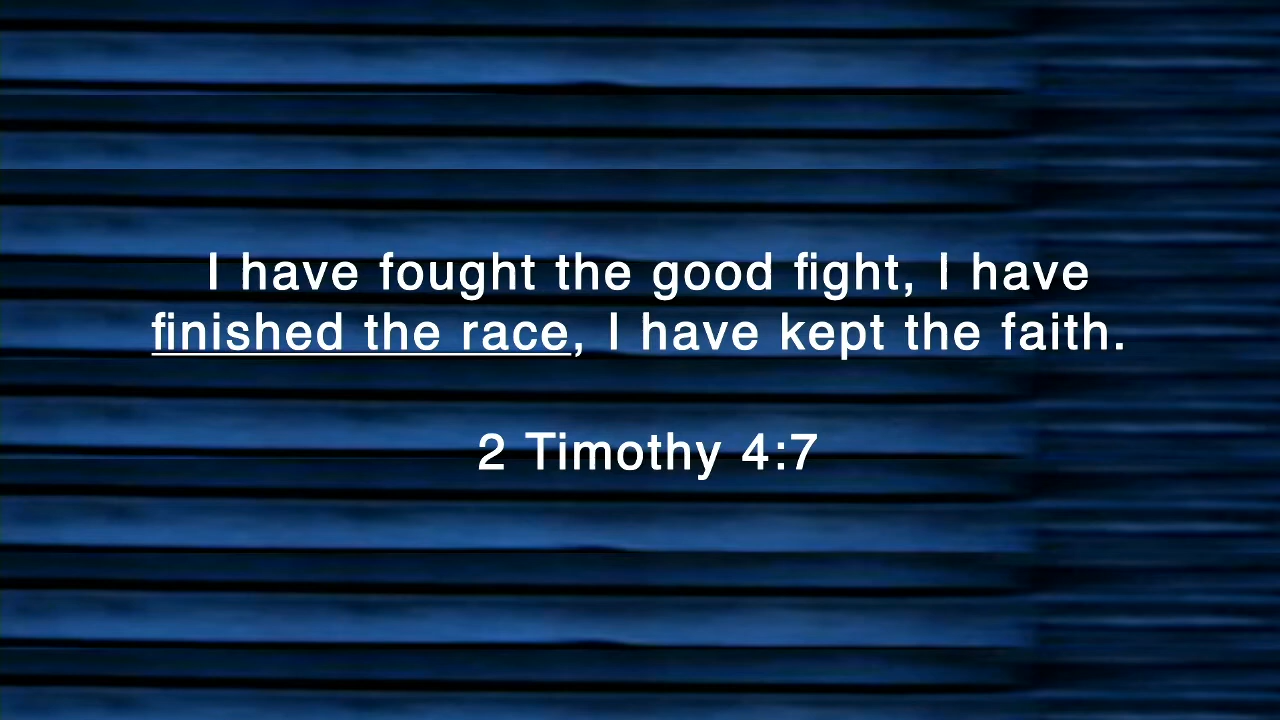 I have fought the good fight, I have
finished the race, I have kept the faith.
2 Timothy 4:7